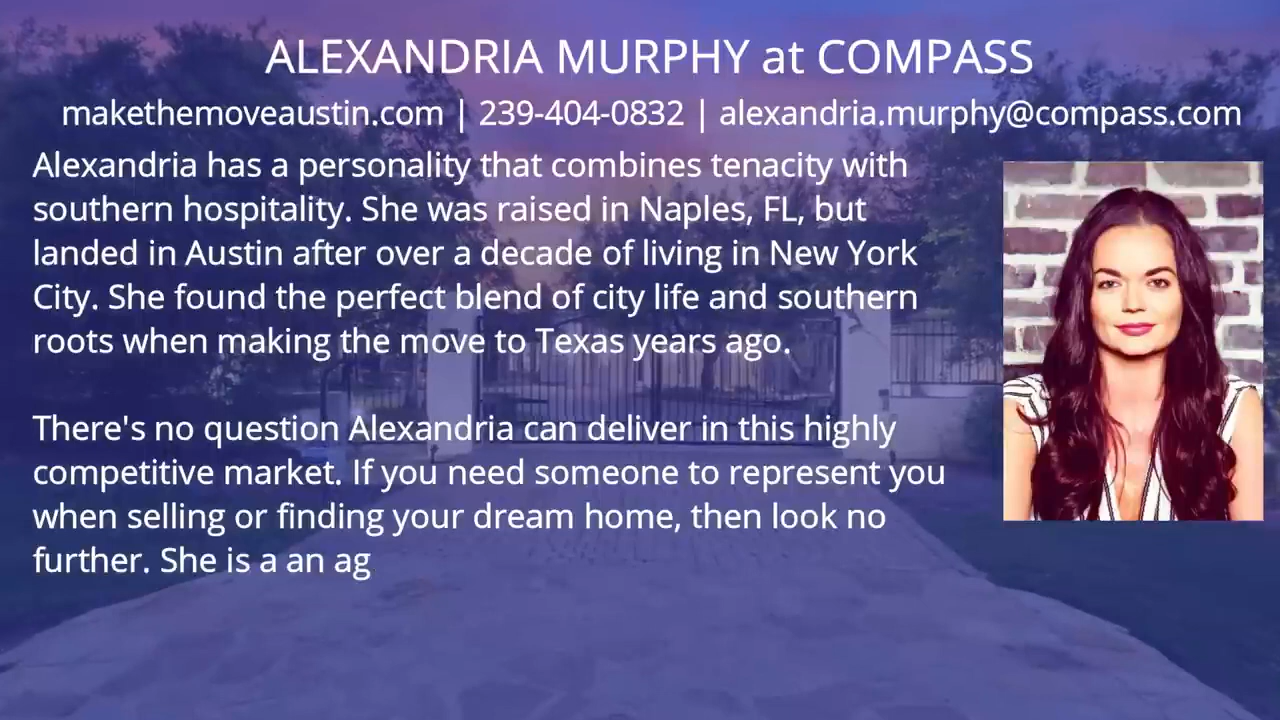 ALEXANDRIA MURPHY at COMPASS
makethemoveaustin.com | 239-404-0832 | alexandria.murphy@compass.com
Alexandria has a personality that combines tenacity with
southern hospitality. She was raised in Naples, FL, but
landed in Austin after over a decade of living in New York
City. She found the perfect blend of city life and southern
roots when making the move to Texas years ago.
There's no question Alexandria can deliver in this highly
competitive market. If you need someone to represent you
when selling or finding your dream home, then look no
further. She is a an ag